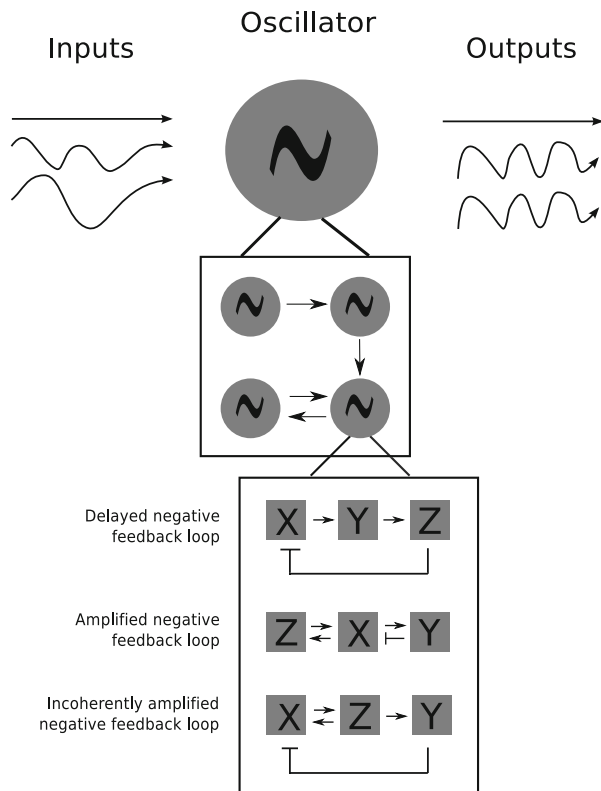 Inputs
Oscillator
Outputs
Delayed negative
feedback loop
X Y Z
Amplified negative
feedback loop
Z X Y
Incoherently amplified
negative feedback loop
X Z Y